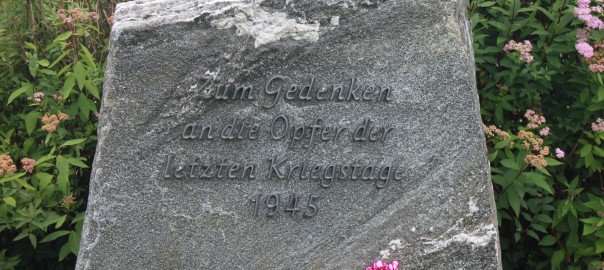 Zum Gedenken
an die Opfer der
letzten Kriegstage
1945